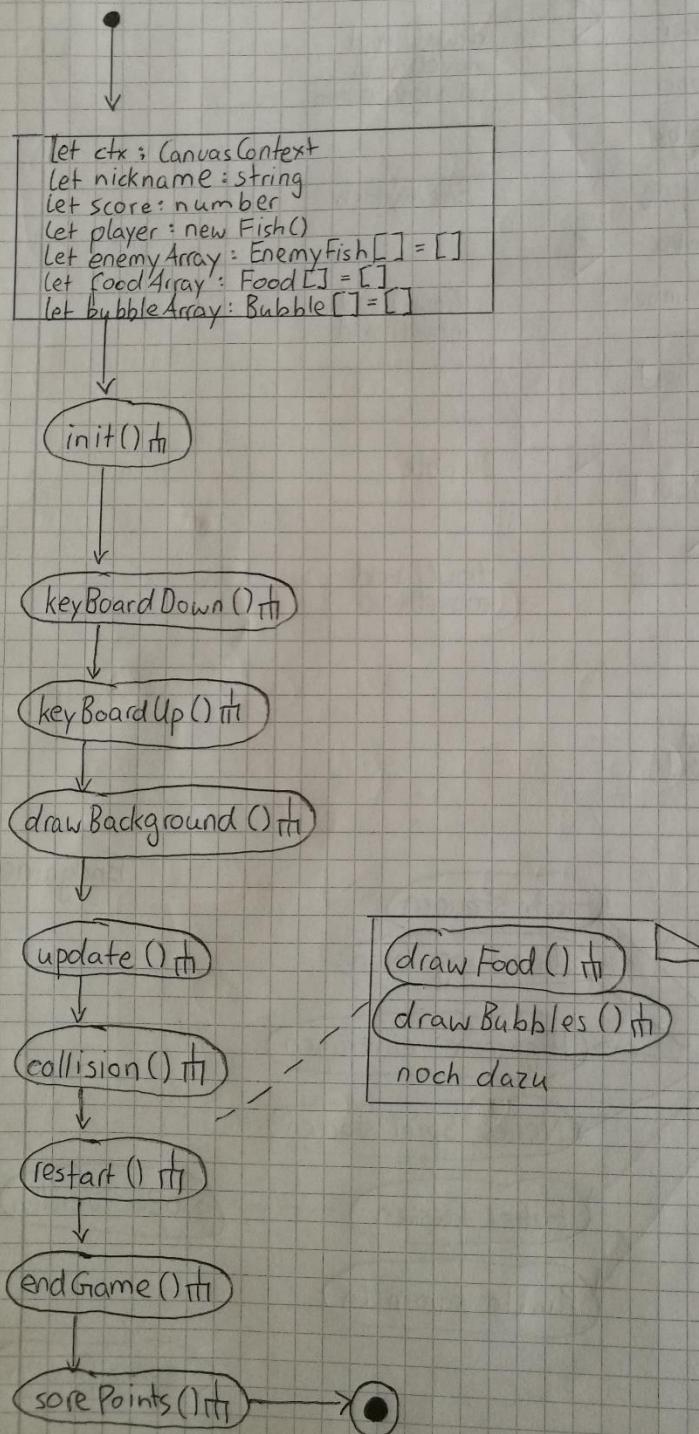 let ctx : CanvasContext
let nickname : string
let score : number
let player : new Fish()
let enemyArray : EnemyFish[] = []
let foodArray : Food[] = []
let bubbleArray : Bubble[] = []
init()
keyBoardDown()
keyBoardUp()
drawBackground()
update()
collision()
restart()
endGame()
sorePoints()
drawFood()
drawBubbles()
noch dazu